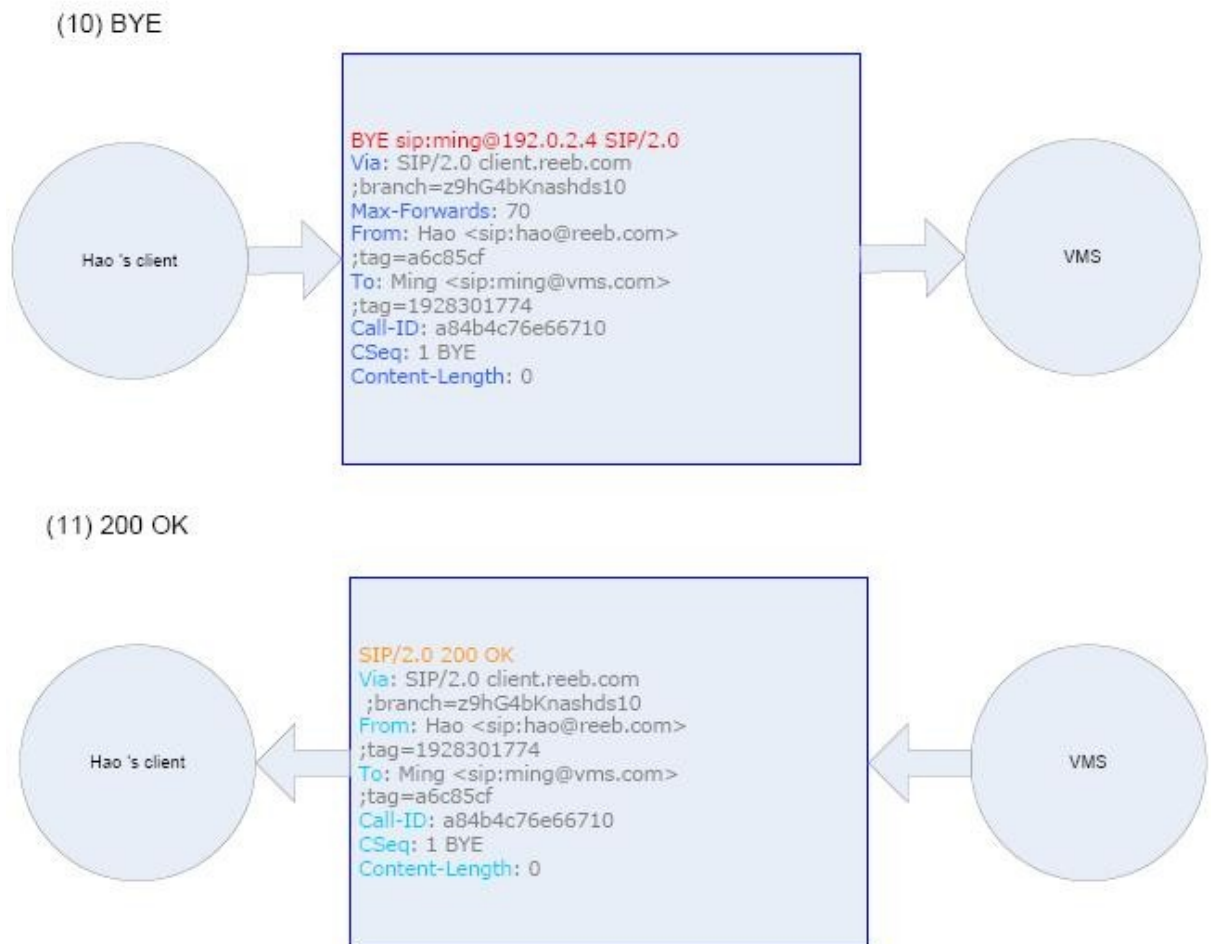 (10) BYE
Hao 's client
BYE sip:ming@192.0.2.4 SIP/2.0
Via: SIP/2.0 client.reeb.com
;branch=z9hG4bKnashds10
Max-Forwards: 70
From: Hao <sip:hao@reeb.com>
;tag=a6c85cf
To: Ming <sip:ming@vms.com>
;tag=1928301774
Call-ID: a84b4c76e66710
CSeq: 1 BYE
Content-Length: 0
VMS
(11) 200 OK
Hao 's client
SIP/2.0 200 OK
Via: SIP/2.0 client.reeb.com
;branch=z9hG4bKnashds10
From: Hao <sip:hao@reeb.com>
;tag=1928301774
To: Ming <sip:ming@vms.com>
;tag=a6c85cf
Call-ID: a84b4c76e66710
CSeq: 1 BYE
Content-Length: 0
VMS